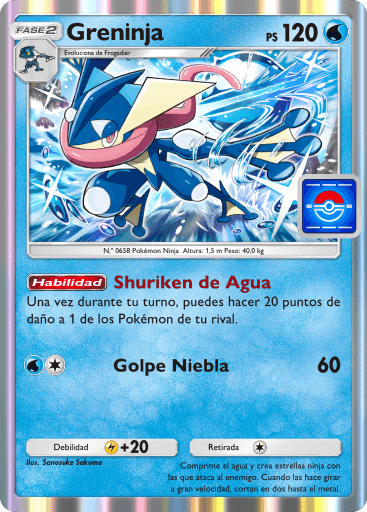 FASE2 Greninja PS 120
Evoluciona de Frogadier
N.º 0658 Pokémon Ninja Altura: 1,5 m Peso: 40,0 kg
Habilidad Shuriken de Agua
Una vez durante tu turno, puedes hacer 20 puntos de
daño a 1 de los Pokémon de tu rival.
Golpe Niebla 60
Debilidad +20 Retirada
Ilus. Sanosuke Sakuma
Comprime el agua y crea estrellas ninja con
las que ataca al enemigo. Cuando las hace girar
a gran velocidad, cortan en dos hasta el metal.